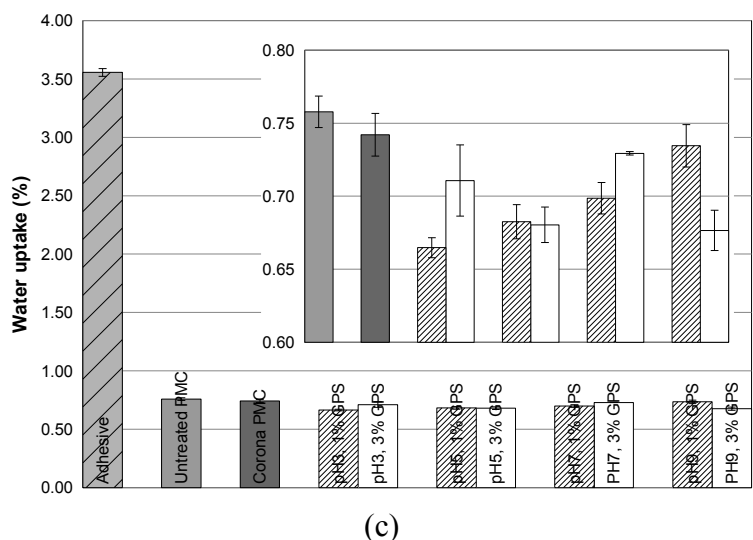 4.00
3.50
3.00
2.50
2.00
1.50
1.00
0.50
0.00
Water uptake (%)
0.80
0.75
0.70
0.65
0.60
Adhesive
Untreated PMC
Corona PMC
pH3, 1% GPS
pH3, 3% GPS
pH5, 1% GPS
pH5, 3% GPS
pH7, 1% GPS
PH7, 3% GPS
pH9, 1% GPS
PH9, 3% GPS
(c)